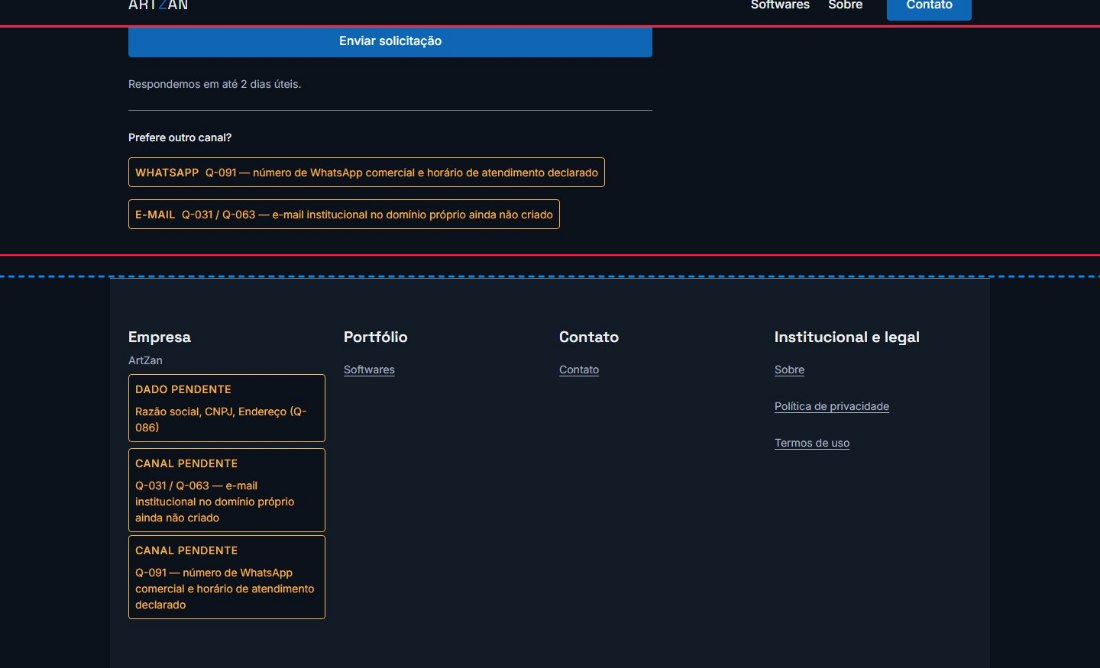 ARTZAN
Softwares
Sobre
Contato
Enviar solicitação
Respondemos em até 2 dias úteis.
Prefere outro canal?
WHATSAPP Q-091 — número de WhatsApp comercial e horário de atendimento declarado
E-MAIL Q-031 / Q-063 — e-mail institucional no domínio próprio ainda não criado
Empresa
ArtZan
DADO PENDENTE
Razão social, CNPJ, Endereço (Q-
086)
CANAL PENDENTE
Q-031 / Q-063 — e-mail
institucional no domínio próprio
ainda não criado
CANAL PENDENTE
Q-091 — número de WhatsApp
comercial e horário de atendimento
declarado
Portfólio
Softwares
Contato
Contato
Institucional e legal
Sobre
Política de privacidade
Termos de uso